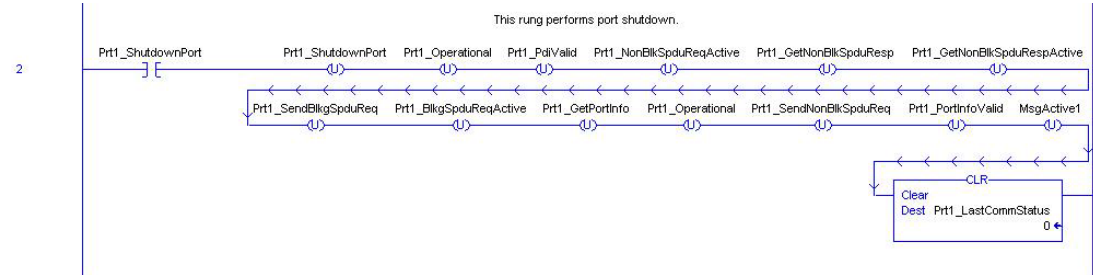 This rung performs port shutdown.
Prt1_ShutdownPort Prt1_ShutdownPort Prt1_Operational Prt1_PdiValid Prt1_NonBlkSpduReqActive Prt1_GetNonBlkSpduResp Prt1_GetNonBlkSpduRespActive
2 U U U U U U
Prt1_SendBlkgSpduReq Prt1_BlkgSpduReqActive Prt1_GetPortInfo Prt1_Operational Prt1_SendNonBlkSpduReq Prt1_PortInfoValid MsgActive1
U U U U U U U
CLR
Clear
Dest Prt1_LastCommStatus
0